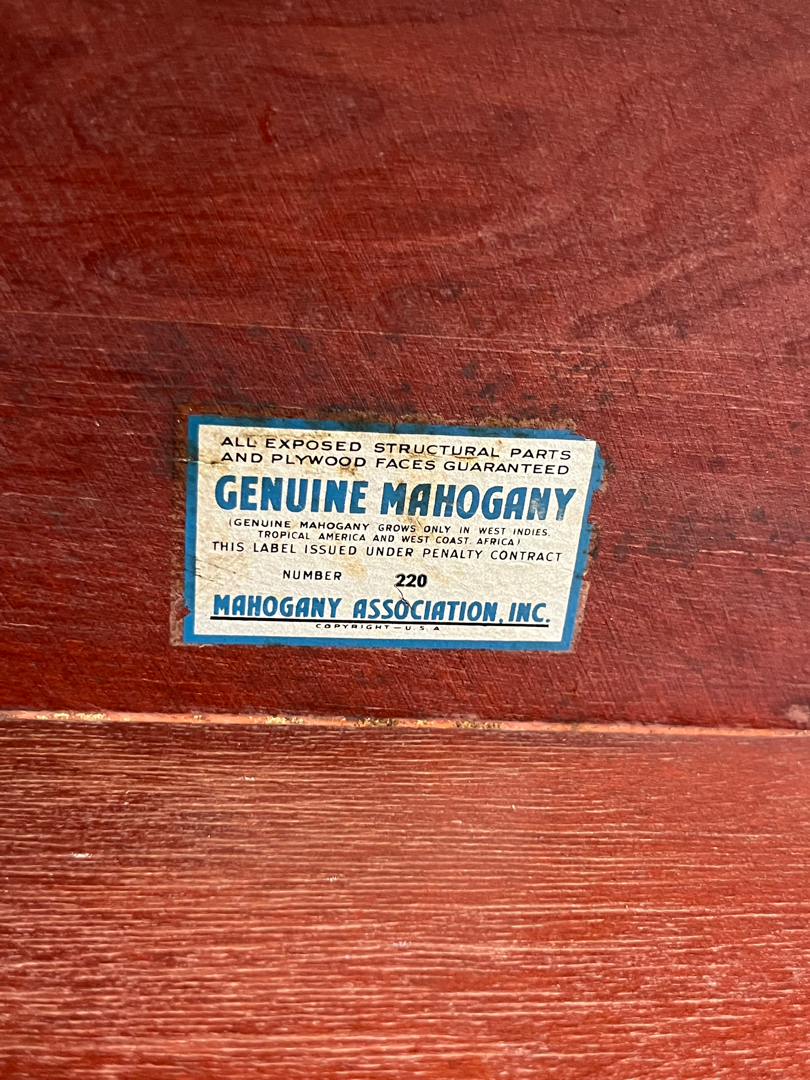 ALL EXPOSED STRUCTURAL PARTS
AND PLYWOOD FACES GUARANTEED
GENUINE MAHOGANY
(GENUINE MAHOGANY GROWS ONLY IN WEST INDIES,
TROPICAL AMERICA AND WEST COAST, AFRICA)
THIS LABEL ISSUED UNDER PENALTY CONTRACT
NUMBER 220
MAHOGANY ASSOCIATION, INC.
COPYRIGHT—U.S.A.